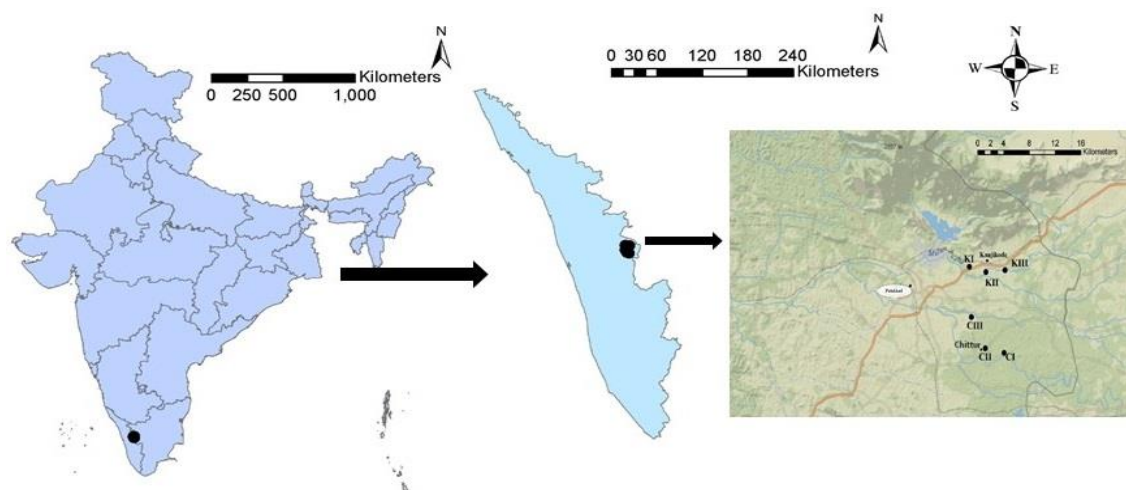 N
Kilometers
0 250 500 1,000
N
0 30 60 120 180 240
Kilometers
N
W E
S
0 2 4 8 12 16
Kilometers
KI
Kanjikode
KIII
KII
CIII
Chittur
CII CI